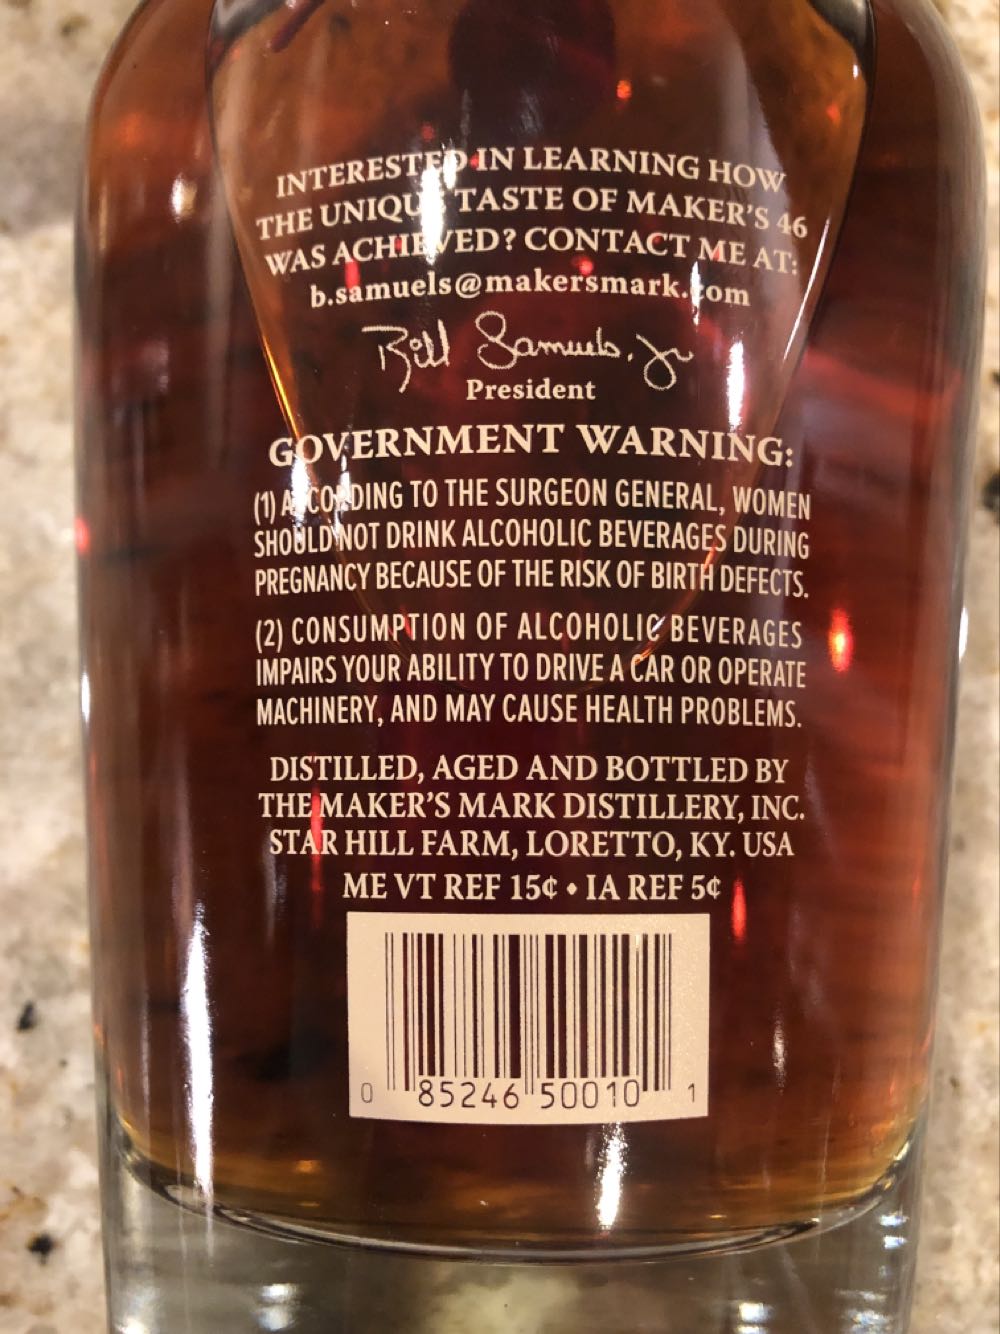 INTERESTED IN LEARNING HOW
THE UNIQUE TASTE OF MAKER'S 46
WAS ACHIEVED? CONTACT ME AT:
b.samuels@makersmark.com
Bill Samuels, Jr
President
GOVERNMENT WARNING:
(1) ACCORDING TO THE SURGEON GENERAL, WOMEN
SHOULD NOT DRINK ALCOHOLIC BEVERAGES DURING
PREGNANCY BECAUSE OF THE RISK OF BIRTH DEFECTS.
(2) CONSUMPTION OF ALCOHOLIC BEVERAGES
IMPAIRS YOUR ABILITY TO DRIVE A CAR OR OPERATE
MACHINERY, AND MAY CAUSE HEALTH PROBLEMS.
DISTILLED, AGED AND BOTTLED BY
THE MAKER'S MARK DISTILLERY, INC.
STAR HILL FARM, LORETTO, KY. USA
ME VT REF 15¢ • IA REF 5¢
0 85246 50010 1